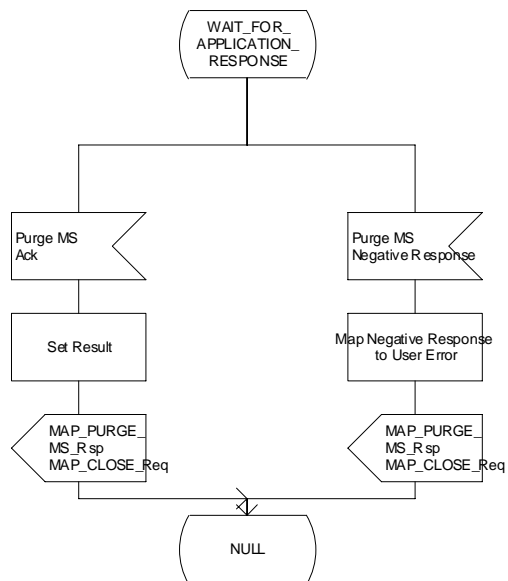 WAIT_FOR_
APPLICATION_
RESPONSE
Purge MS
Ack
Purge MS
Negative Response
Set Result
Map Negative Response
to User Error
MAP_PURGE_
MS_Rsp
MAP_CLOSE_Req
MAP_PURGE_
MS_Rsp
MAP_CLOSE_Req
NULL